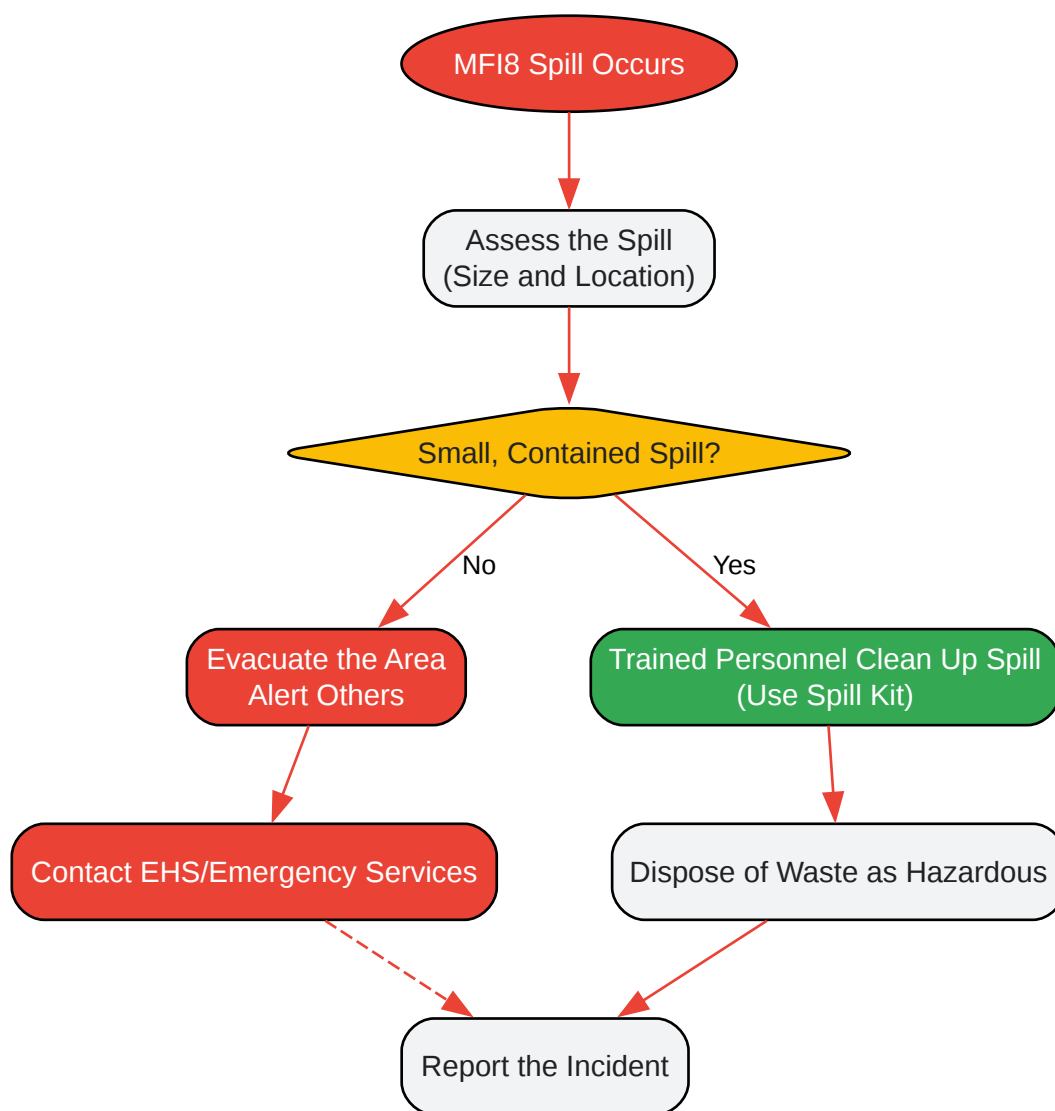 MFI8 Spill Occurs
Assess the Spill
(Size and Location)
Small, Contained Spill?
No
Yes
Evacuate the Area
Alert Others
Trained Personnel Clean Up Spill
(Use Spill Kit)
Contact EHS/Emergency Services
Dispose of Waste as Hazardous
Report the Incident